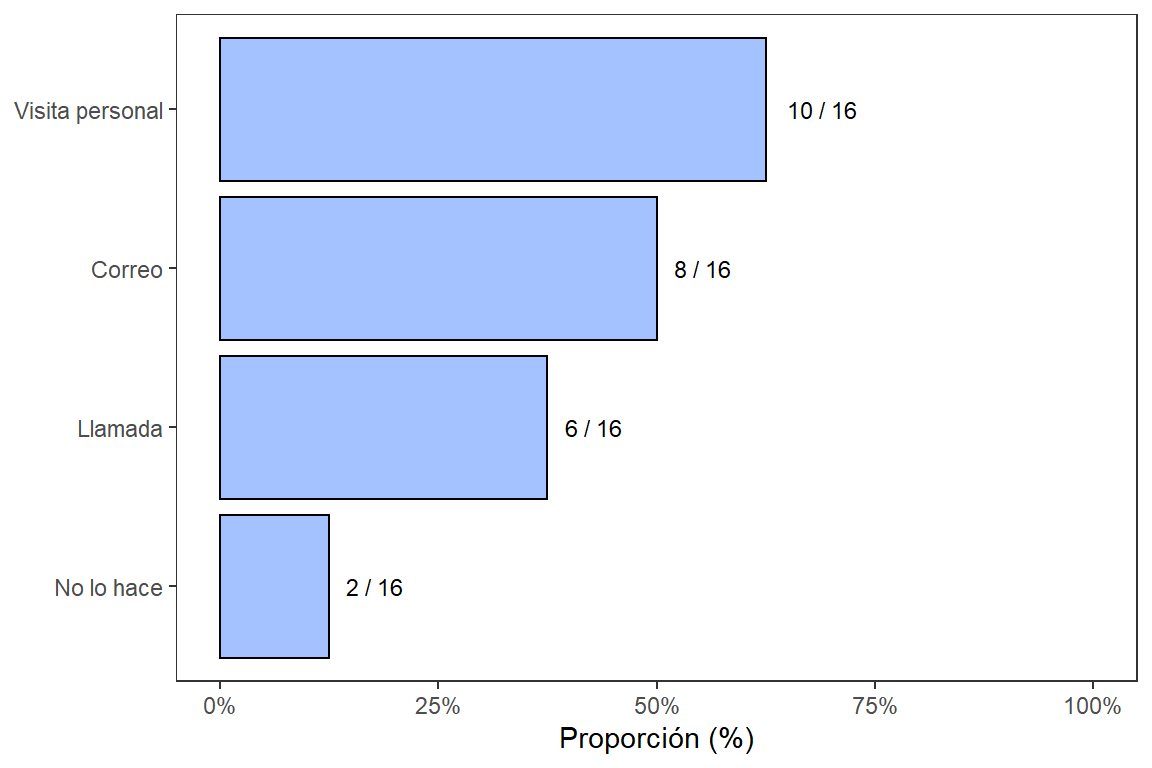 Visita personal
10 / 16
Correo
8 / 16
Llamada
6 / 16
No lo hace
2 / 16
0% 25% 50% 75% 100%
Proporción (%)